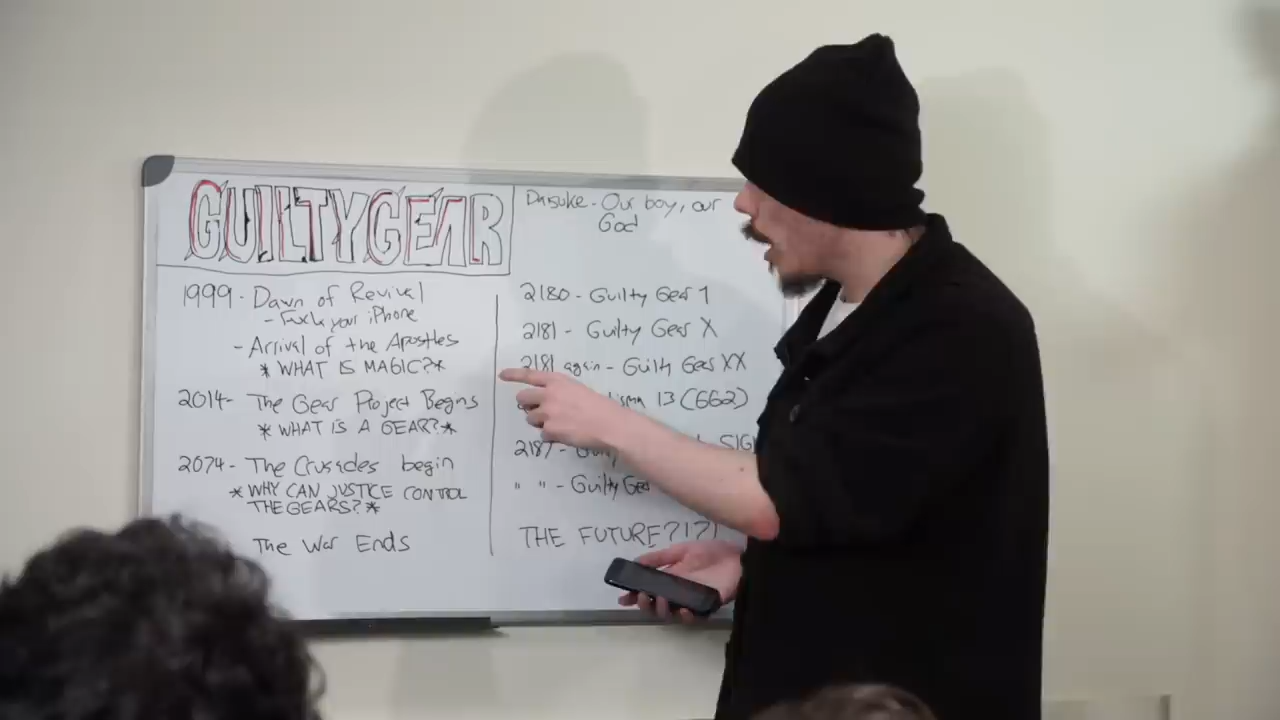 GUILTY GEAR
1999 - Dawn of Revival
- Fuck your iPhone
- Arrival of the Apostles
* WHAT IS MAGIC? *
2014 - The Gear Project Begins
* WHAT IS A GEAR? *
2074 - The Crusades begin
* WHY CAN JUSTICE CONTROL
THE GEARS? *
The War Ends
Daisuke - Our boy, our
God
2180 - Guilty Gear 1
2181 - Guilty Gear X
2181 again - Guilty Gear XX
13 (GG2)
2187 -
" " - Guilty Gear
THE FUTURE?!?!